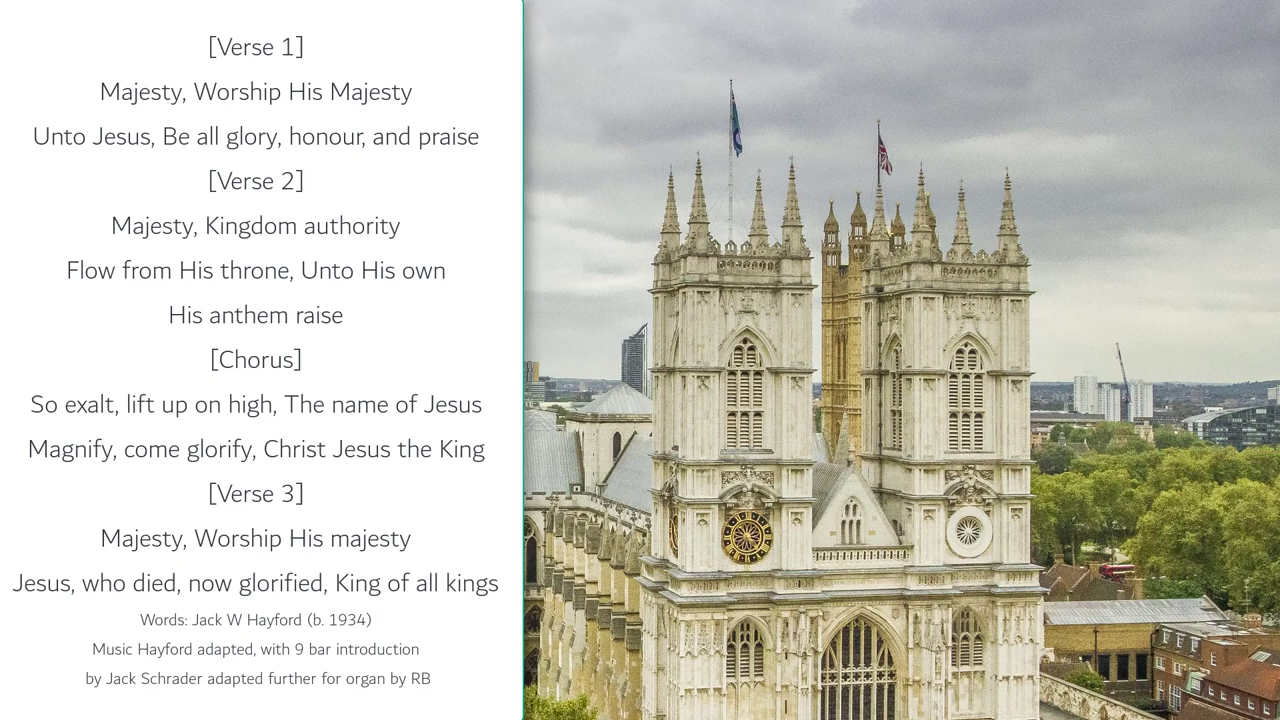 [Verse 1]
Majesty, Worship His Majesty
Unto Jesus, Be all glory, honour, and praise
[Verse 2]
Majesty, Kingdom authority
Flow from His throne, Unto His own
His anthem raise
[Chorus]
So exalt, lift up on high, The name of Jesus
Magnify, come glorify, Christ Jesus the King
[Verse 3]
Majesty, Worship His majesty
Jesus, who died, now glorified, King of all kings
Words: Jack W Hayford (b. 1934)
Music Hayford adapted, with 9 bar introduction
by Jack Schrader adapted further for organ by RB